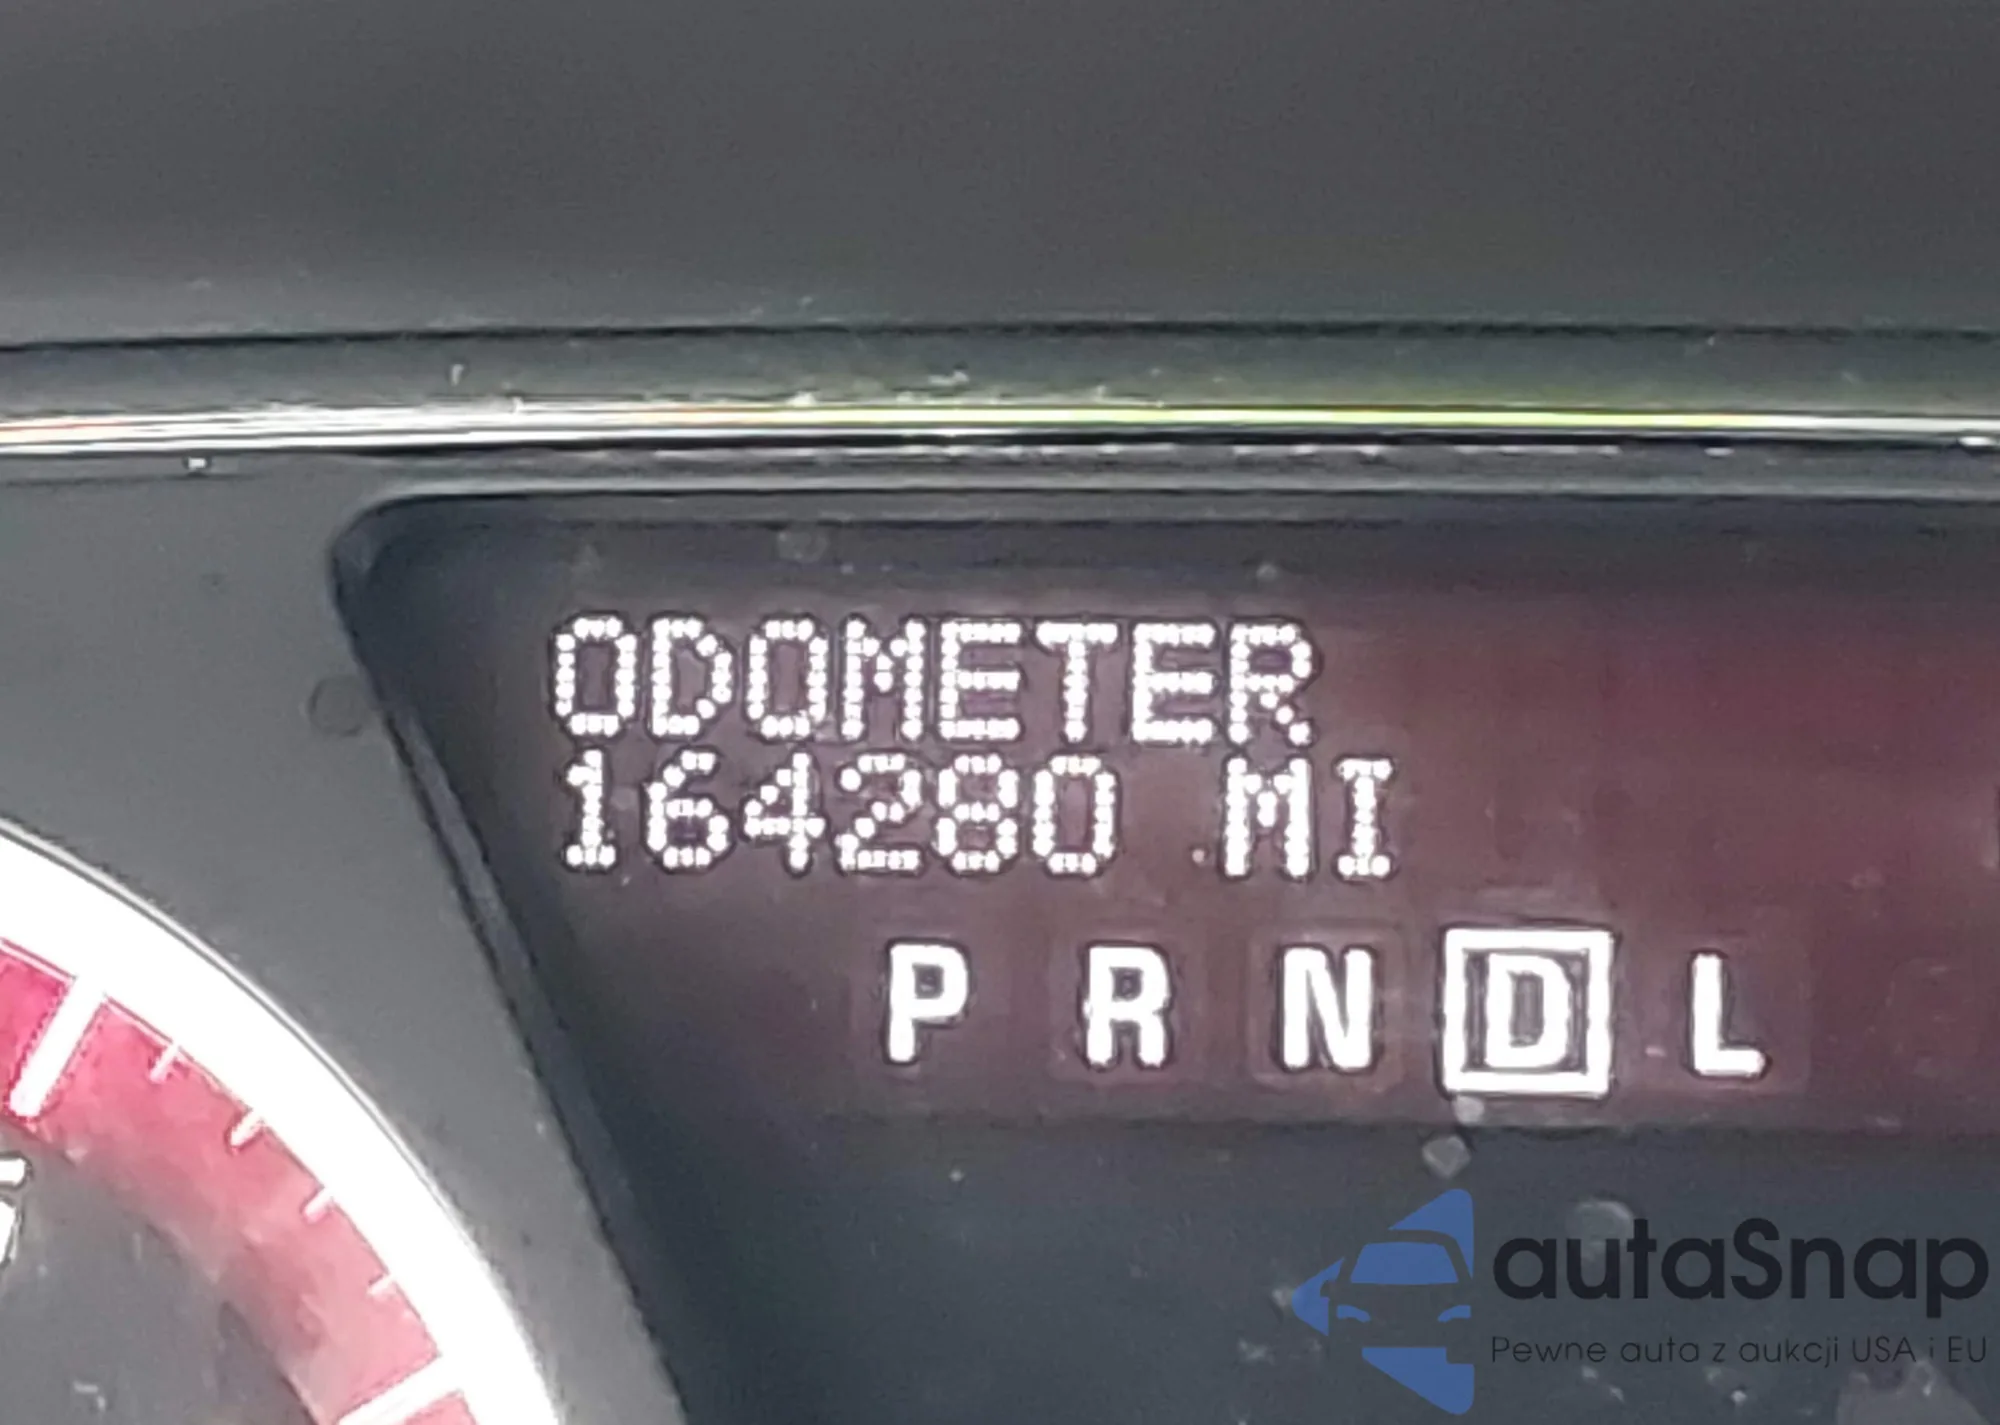 ODOMETER
164280 MI
P R N D L
autaSnap
Pewne auta z aukcji USA i EU